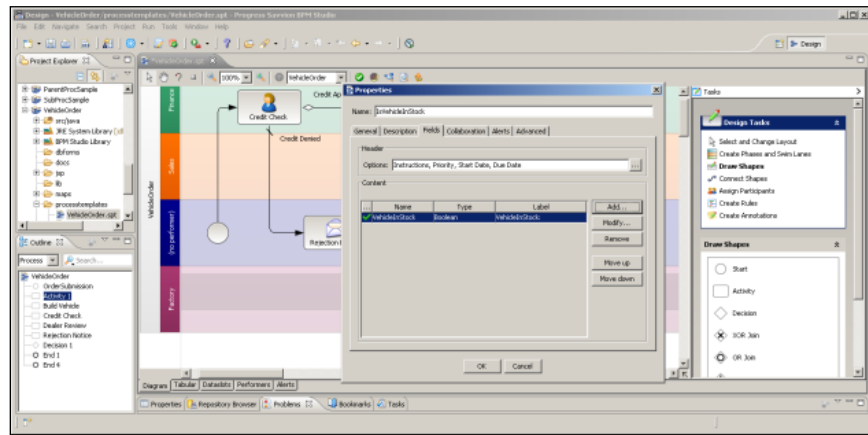 Design - VehicleOrder/processtemplates/VehicleOrder.spt - Progress Savvion BPM Studio
File Edit Navigate Search Project Run Tools Window Help
Design
Project Explorer
ParentProcSample
SubProcSample
VehicleOrder
src/java
JRE System Library
BPM Studio Library
dbforms
docs
jsp
lib
maps
processtemplates
VehicleOrder.spt
Outline
Process
Search...
VehicleOrder
OrderSubmission
Activity 1
Build Vehicle
Credit Check
Dealer Review
Rejection Notice
Decision 1
End 1
End 4
VehicleOrder.spt
100%
VehicleOrder
VehicleOrder
Finance
Sales
(no performer)
Factory
Credit Check
Credit Ap
Credit Denied
Rejection
Diagram Tabular Dataslots Performers Alerts
Properties
Name: IsVehicleInStock
General Description Fields Collaboration Alerts Advanced
Header
Options: Instructions, Priority, Start Date, Due Date ...
Content
... Name Type Label
VehicleInStock Boolean VehicleInStock:
Add...
Modify...
Remove
Move up
Move down
OK Cancel
Tasks
Design Tasks
Select and Change Layout
Create Phases and Swim Lanes
Draw Shapes
Connect Shapes
Assign Participants
Create Rules
Create Annotations
Draw Shapes
Start
Activity
Decision
XOR Join
OR Join
Properties Repository Browser Problems Bookmarks Tasks